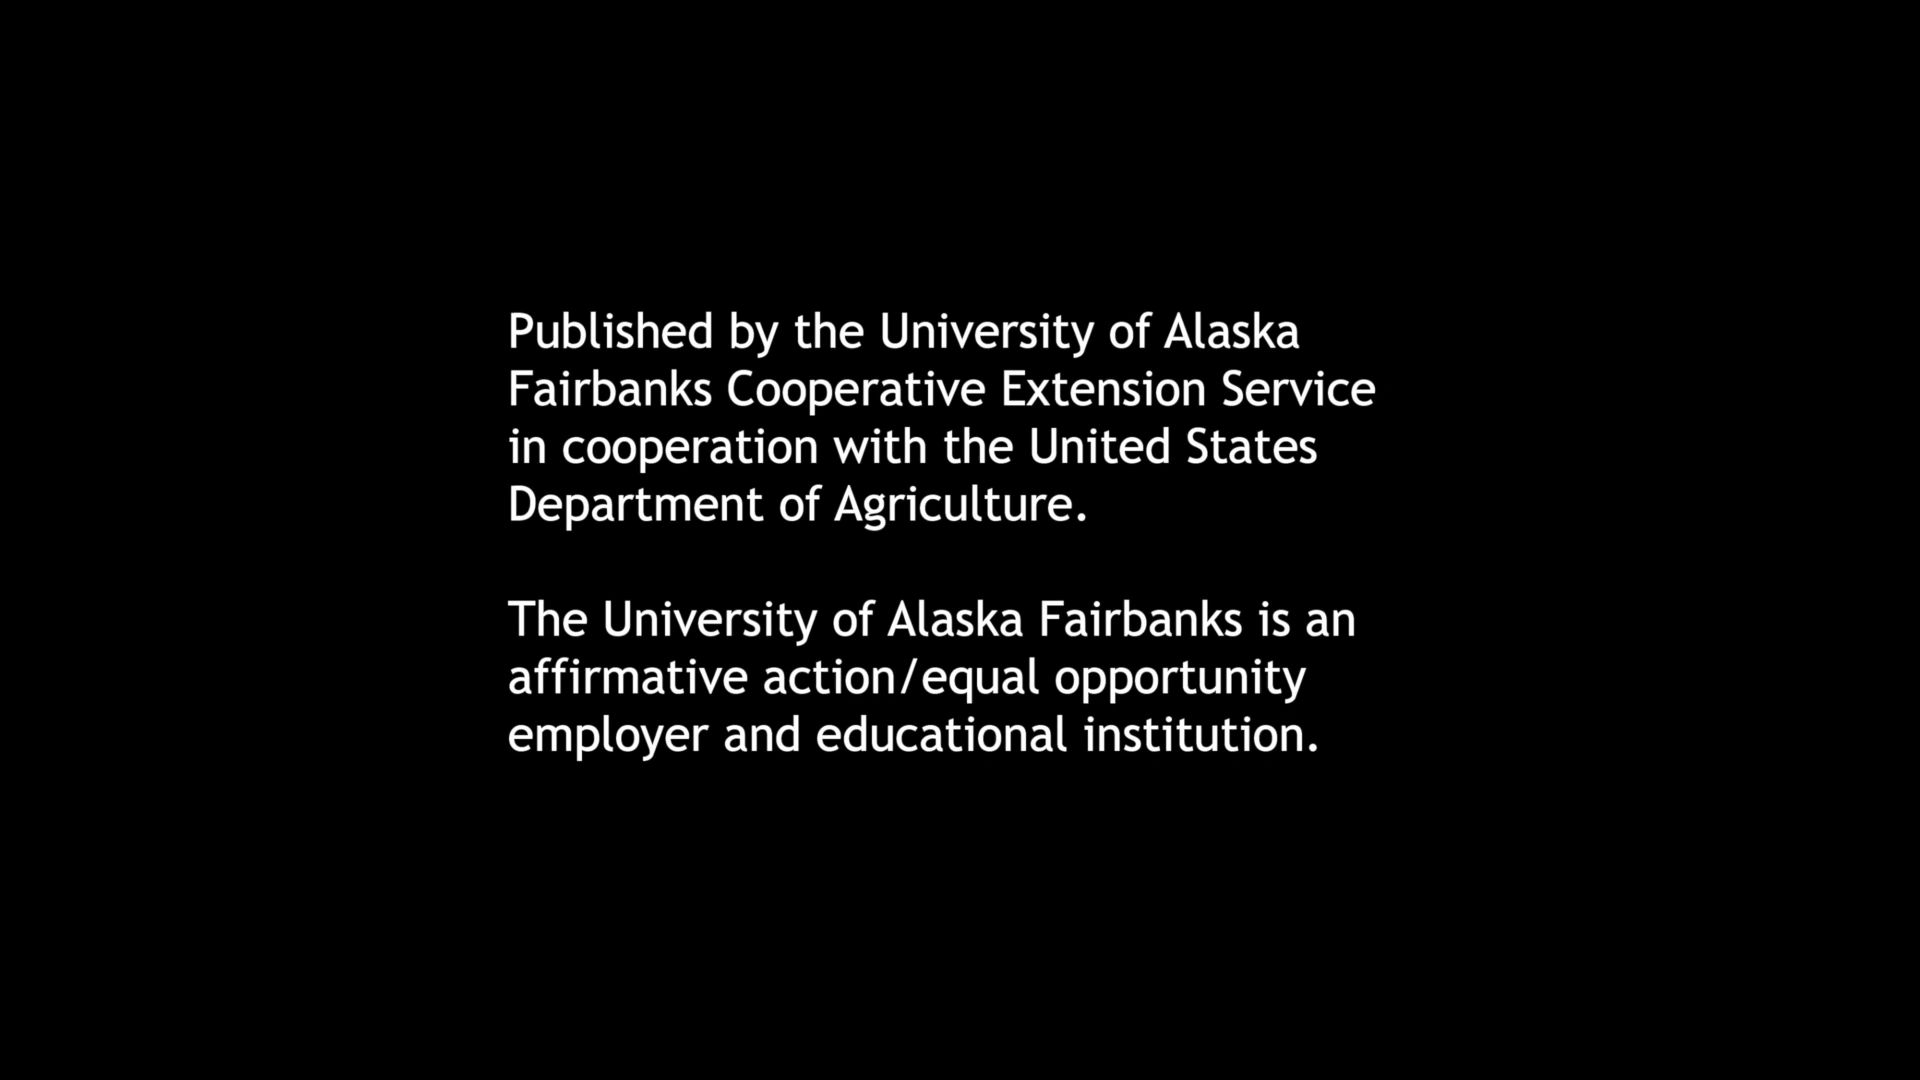 Published by the University of Alaska
Fairbanks Cooperative Extension Service
in cooperation with the United States
Department of Agriculture.
The University of Alaska Fairbanks is an
affirmative action/equal opportunity
employer and educational institution.